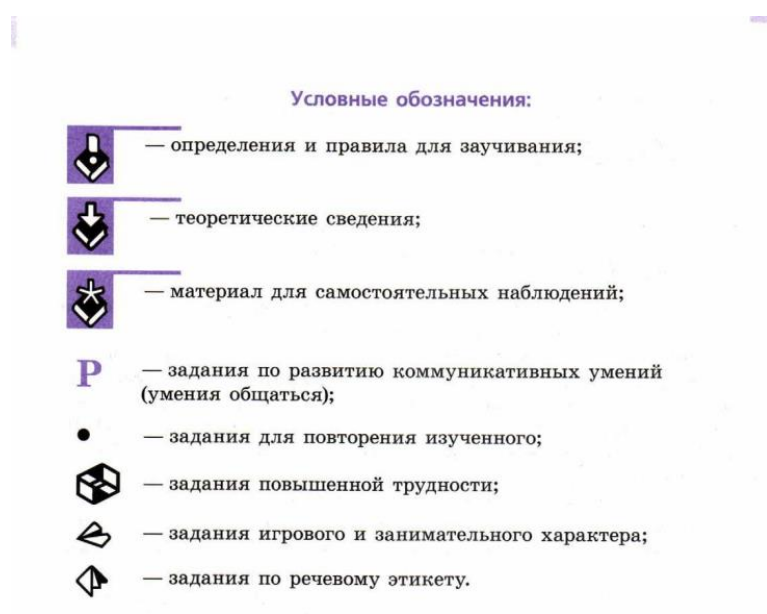 Условные обозначения:
— определения и правила для заучивания;
— теоретические сведения;
— материал для самостоятельных наблюдений;
Р — задания по развитию коммуникативных умений
(умения общаться);
• — задания для повторения изученного;
— задания повышенной трудности;
— задания игрового и занимательного характера;
— задания по речевому этикету.